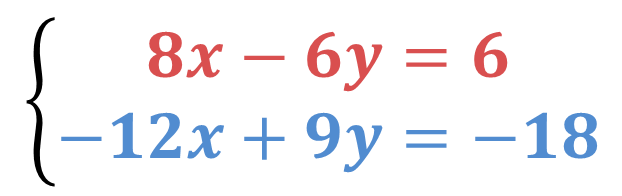 8x − 6y = 6
−12x + 9y = −18